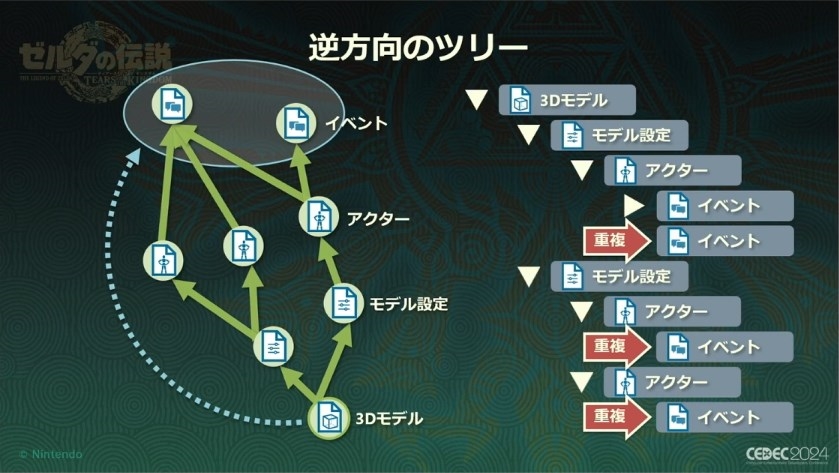 ゼルダの伝説
TEARS OF THE KINGDOM
逆方向のツリー
イベント
アクター
モデル設定
3Dモデル
3Dモデル
モデル設定
アクター
イベント
重複 イベント
モデル設定
アクター
重複 イベント
アクター
重複 イベント
© Nintendo
CEDEC2024